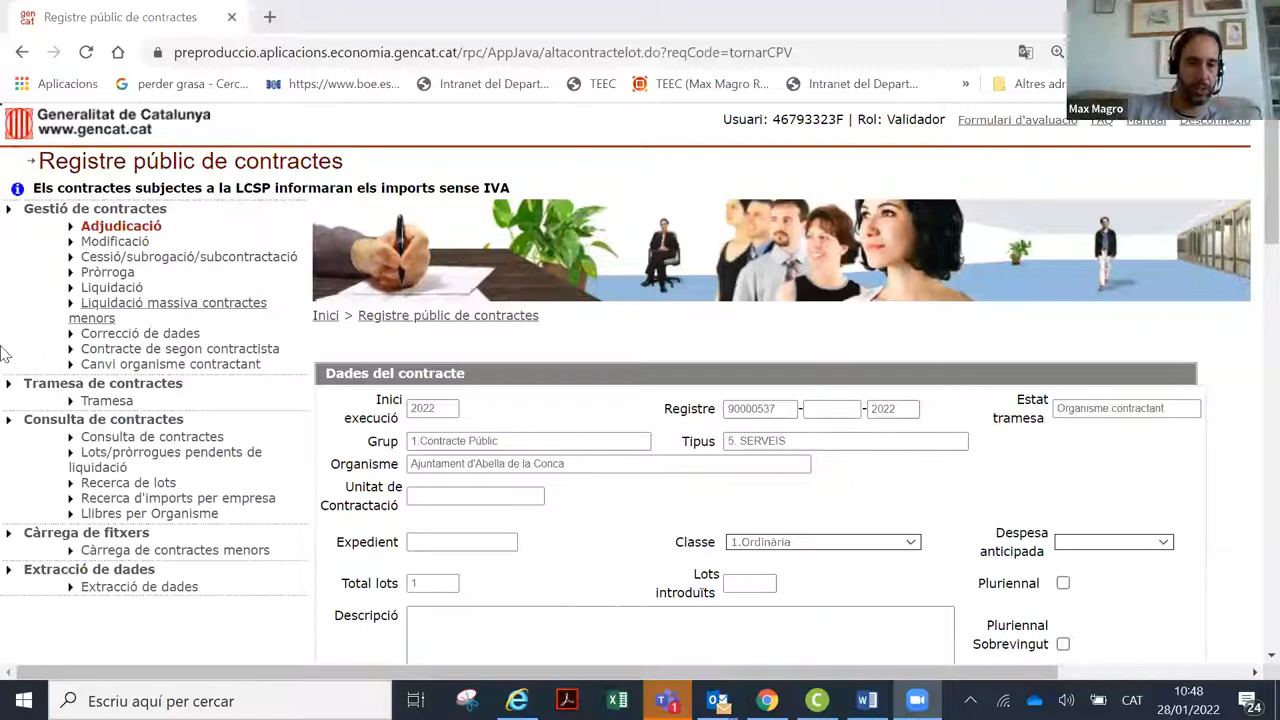 gen
cat
Registre públic de contractes
preproduccio.aplicacions.economia.gencat.cat/rpc/AppJava/altacontractelot.do?reqCode=tornarCPV
Aplicacions
perder grasa - Cerc...
https://www.boe.es...
Intranet del Depart...
TEEC
TEEC (Max Magro R...
Intranet del Depart...
»
Max Magro
Generalitat de Catalunya
www.gencat.cat
Usuari: 46793323F | Rol: Validador
Formulari d'avaluació
FAQ
Manual
Desconnexió
Registre públic de contractes
Els contractes subjectes a la LCSP informaran els imports sense IVA
Gestió de contractes
Adjudicació
Modificació
Cessió/subrogació/subcontractació
Pròrroga
Liquidació
Liquidació massiva contractes
menors
Correcció de dades
Contracte de segon contractista
Canvi organisme contractant
Tramesa de contractes
Tramesa
Consulta de contractes
Consulta de contractes
Lots/pròrrogues pendents de
liquidació
Recerca de lots
Recerca d'imports per empresa
Llibres per Organisme
Càrrega de fitxers
Càrrega de contractes menors
Extracció de dades
Extracció de dades
Inici > Registre públic de contractes
Dades del contracte
Inici
execució
2022
Registre
90000537 - - 2022
Estat
tramesa
Organisme contractant
Grup
1.Contracte Públic
Tipus
5. SERVEIS
Organisme
Ajuntament d'Abella de la Conca
Unitat de
Contractació
Expedient
Classe
1.Ordinària
Despesa
anticipada
Total lots
1
Lots
introduïts
Pluriennal
Descripció
Pluriennal
Sobrevingut
Escriu aquí per cercar
1
CAT
10:48
28/01/2022
24